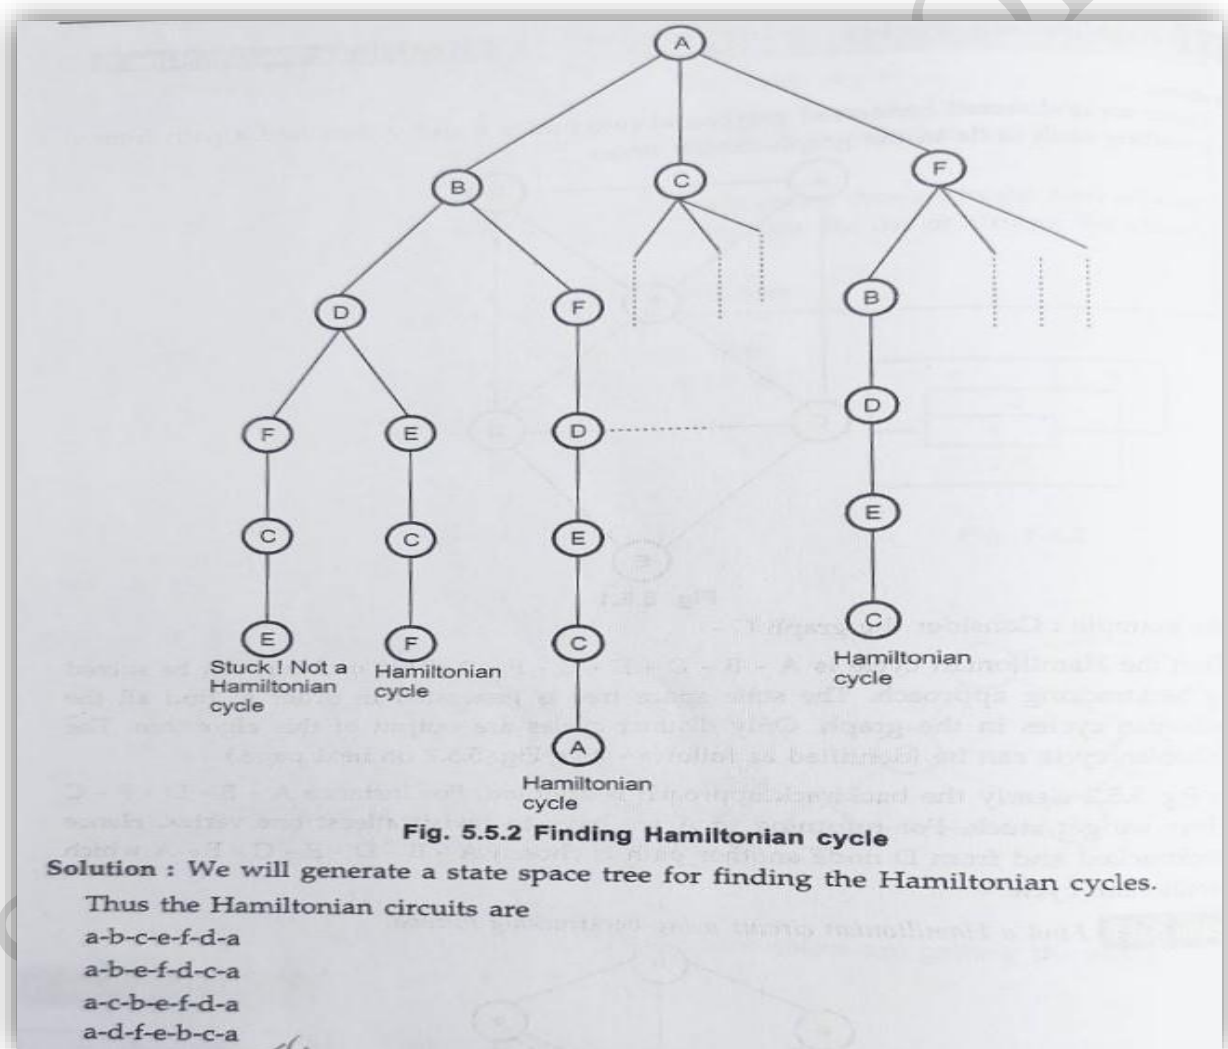 A
B
C
F
D
F
B
F
E
D
D
C
C
E
E
E
F
C
C
Stuck ! Not a
Hamiltonian
cycle
Hamiltonian
cycle
Hamiltonian
cycle
A
Hamiltonian
cycle
Fig. 5.5.2 Finding Hamiltonian cycle
Solution : We will generate a state space tree for finding the Hamiltonian cycles.
Thus the Hamiltonian circuits are
a-b-c-e-f-d-a
a-b-e-f-d-c-a
a-c-b-e-f-d-a
a-d-f-e-b-c-a